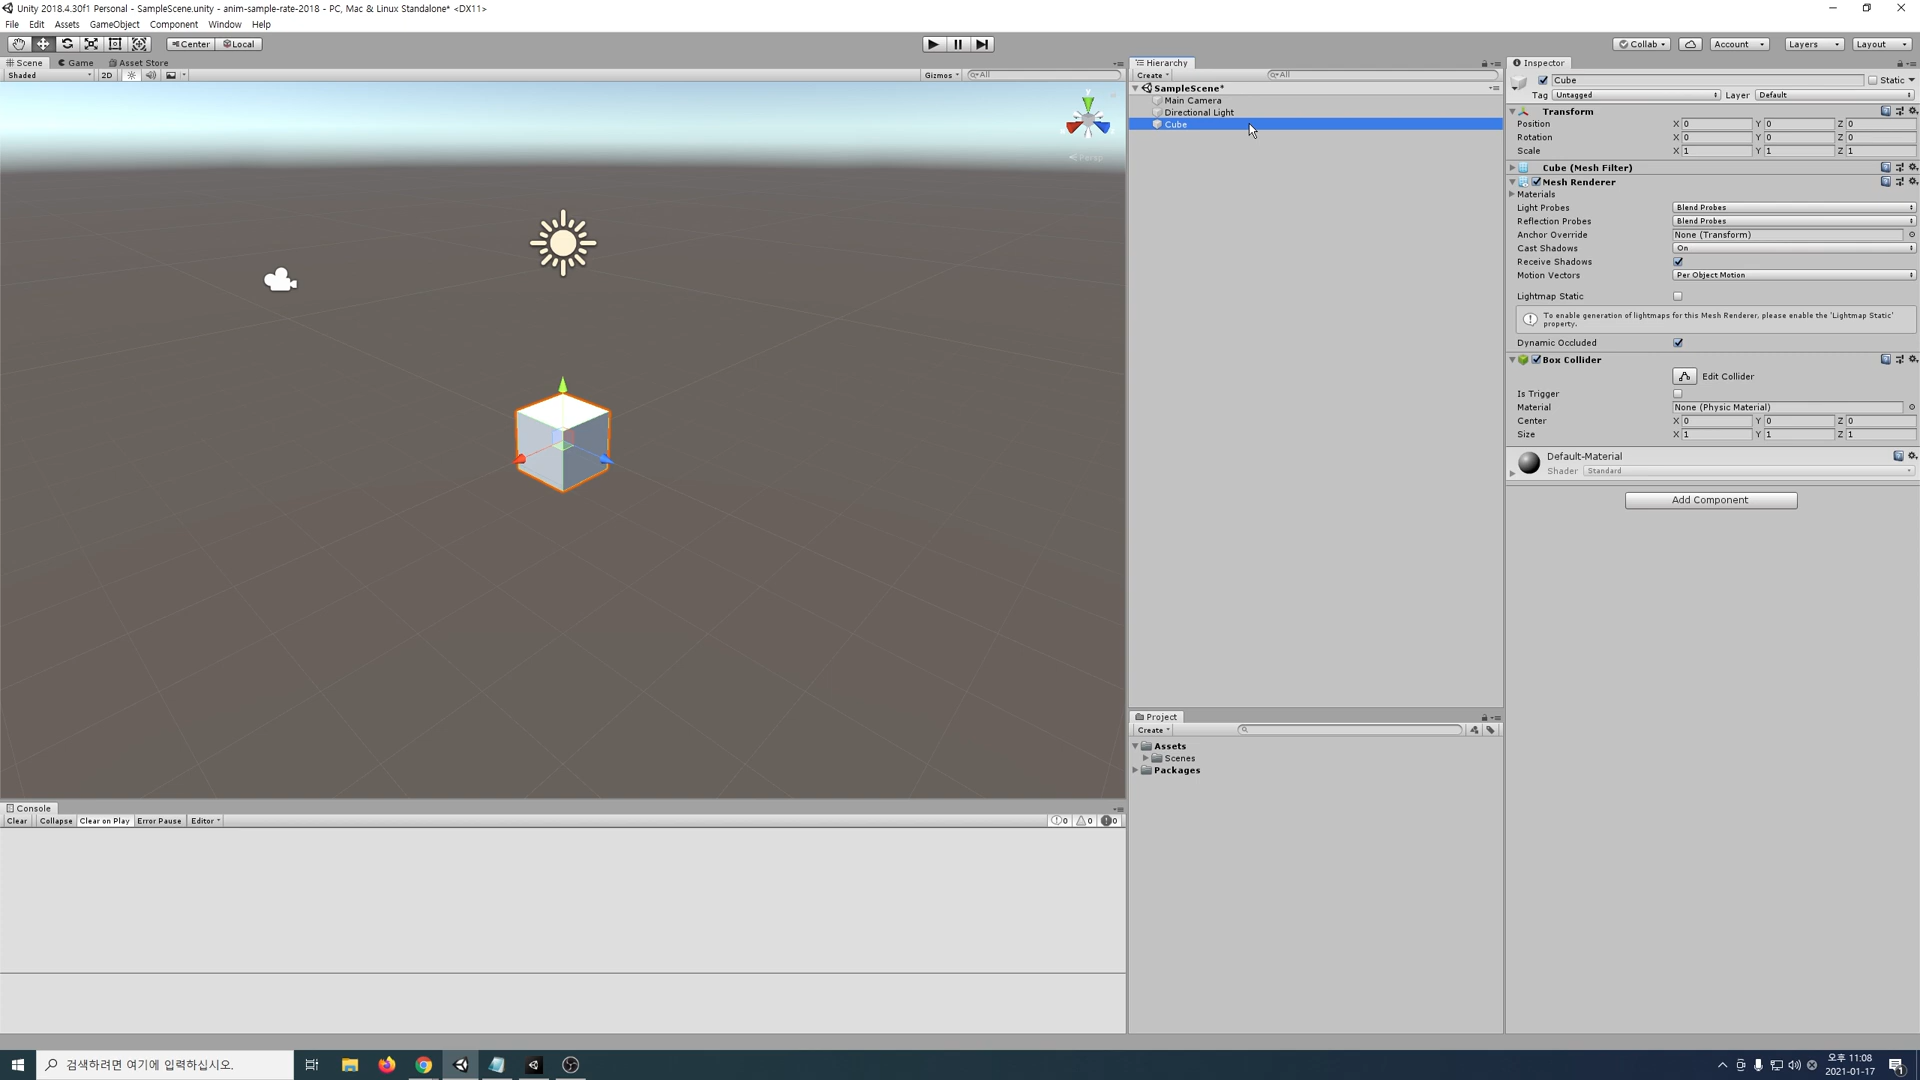 Unity 2018.4.30f1 Personal - SampleScene.unity - anim-sample-rate-2018 - PC, Mac & Linux Standalone* <DX11>
File Edit Assets GameObject Component Window Help
Center Local
Collab Account Layers Layout
Scene Game Asset Store
Shaded 2D Gizmos All
Persp
Hierarchy
Create All
SampleScene*
Main Camera
Directional Light
Cube
Inspector
Cube Static
Tag Untagged Layer Default
Transform
Position X 0 Y 0 Z 0
Rotation X 0 Y 0 Z 0
Scale X 1 Y 1 Z 1
Cube (Mesh Filter)
Mesh Renderer
Materials
Light Probes Blend Probes
Reflection Probes Blend Probes
Anchor Override None (Transform)
Cast Shadows On
Receive Shadows
Motion Vectors Per Object Motion
Lightmap Static
To enable generation of lightmaps for this Mesh Renderer, please enable the 'Lightmap Static'
property.
Dynamic Occluded
Box Collider
Edit Collider
Is Trigger
Material None (Physic Material)
Center X 0 Y 0 Z 0
Size X 1 Y 1 Z 1
Default-Material
Shader Standard
Add Component
Project
Create
Assets
Scenes
Packages
Console
Clear Collapse Clear on Play Error Pause Editor 0 0 0
검색하려면 여기에 입력하십시오.
오후 11:08
2021-01-17
1